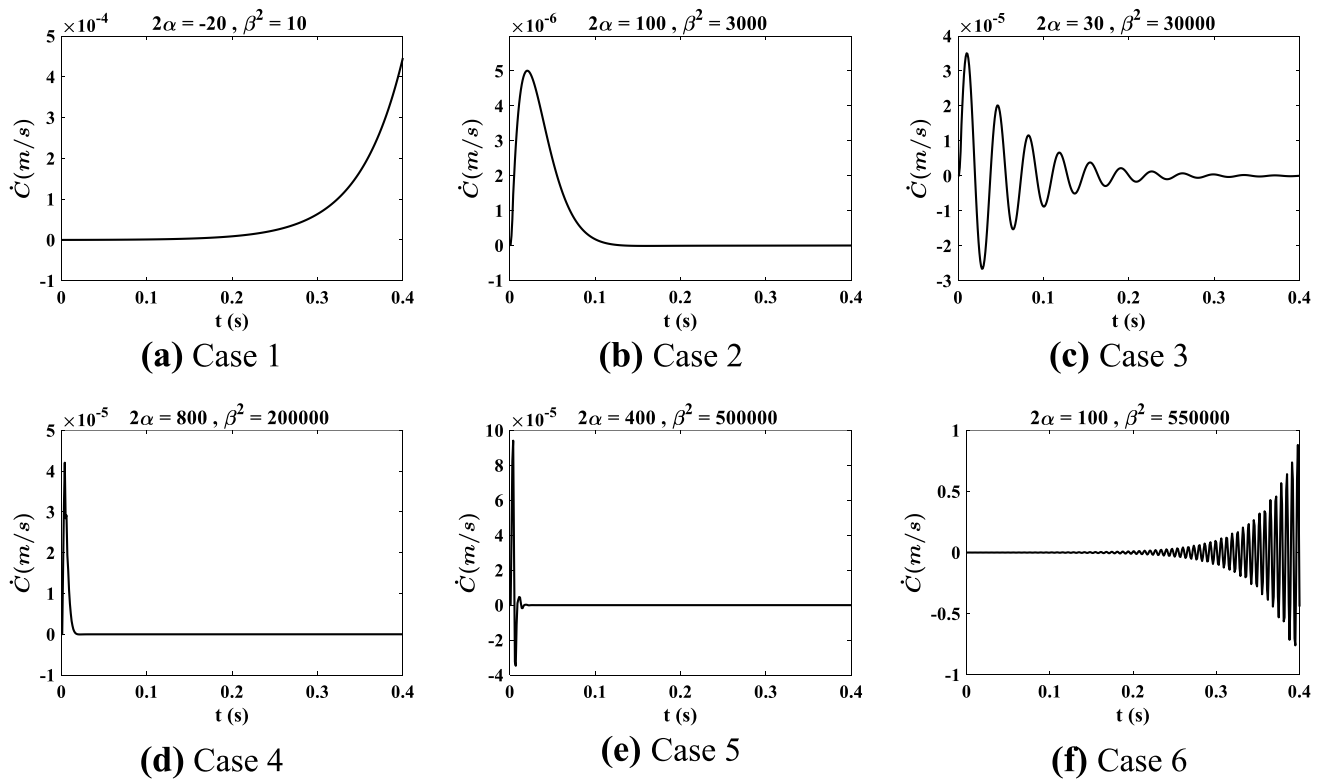 ×10⁻⁴ 2α = -20 , β² = 10
5
4
3
2
1
0
-1
Ċ(m/s)
0 0.1 0.2 0.3 0.4
t (s)
(a) Case 1
×10⁻⁶ 2α = 100 , β² = 3000
6
5
4
3
2
1
0
-1
Ċ(m/s)
0 0.1 0.2 0.3 0.4
t (s)
(b) Case 2
×10⁻⁵ 2α = 30 , β² = 30000
4
3
2
1
0
-1
-2
-3
Ċ(m/s)
0 0.1 0.2 0.3 0.4
t (s)
(c) Case 3
×10⁻⁵ 2α = 800 , β² = 200000
5
4
3
2
1
0
-1
Ċ(m/s)
0 0.1 0.2 0.3 0.4
t (s)
(d) Case 4
×10⁻⁵ 2α = 400 , β² = 500000
10
8
6
4
2
0
-2
-4
Ċ(m/s)
0 0.1 0.2 0.3 0.4
t (s)
(e) Case 5
2α = 100 , β² = 550000
1
0.5
0
-0.5
-1
Ċ(m/s)
0 0.1 0.2 0.3 0.4
t (s)
(f) Case 6